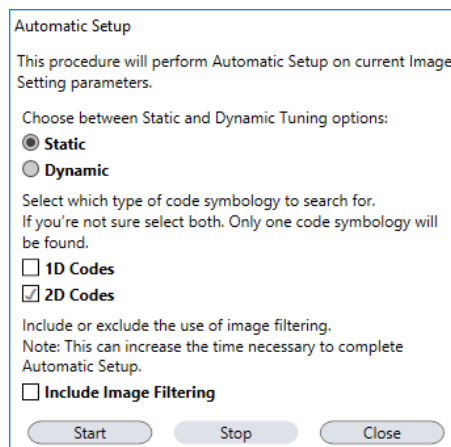 Automatic Setup
This procedure will perform Automatic Setup on current Image
Setting parameters.
Choose between Static and Dynamic Tuning options:
Static
Dynamic
Select which type of code symbology to search for.
If you're not sure select both. Only one code symbology will
be found.
1D Codes
2D Codes
Include or exclude the use of image filtering.
Note: This can increase the time necessary to complete
Automatic Setup.
Include Image Filtering
Start Stop Close